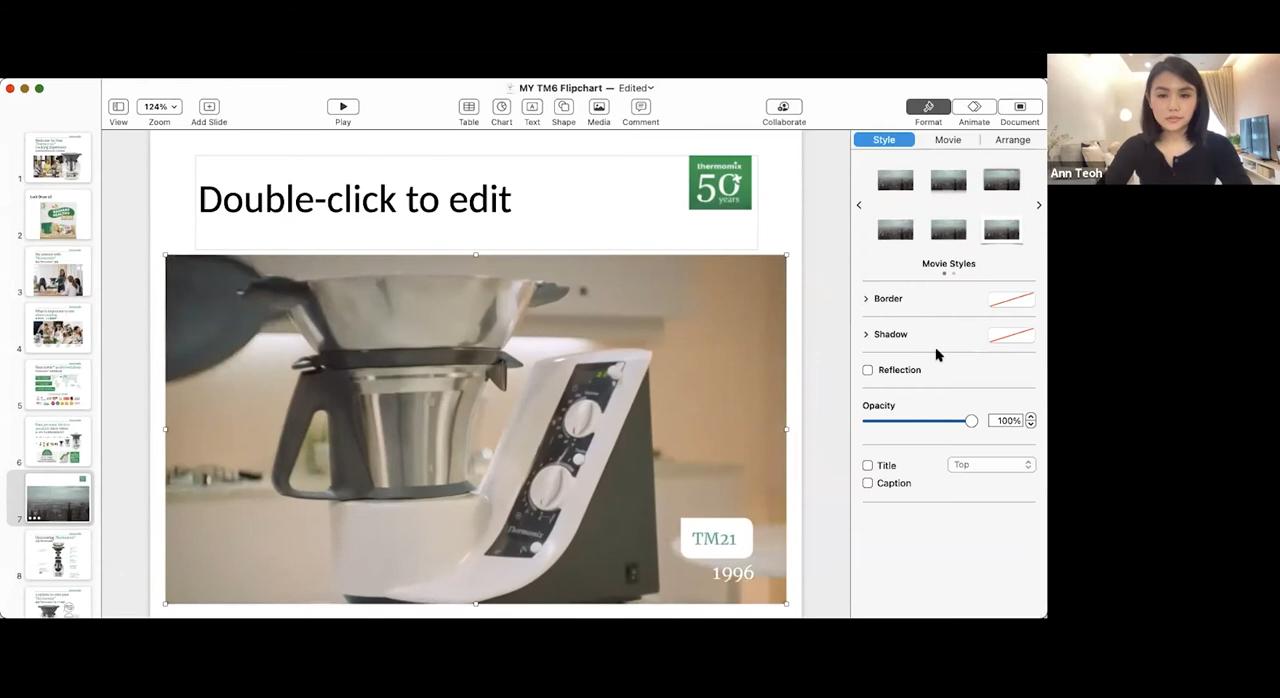 MY TM6 Flipchart — Edited
124%
View
Zoom
Add Slide
Play
Table
Chart
Text
Shape
Media
Comment
Collaborate
Format
Animate
Document
Style
Movie
Arrange
Ann Teoh
1
2
3
4
5
6
7
8
Double-click to edit
thermomix
50
years
TM21
1996
Movie Styles
Border
Shadow
Reflection
Opacity
100%
Title
Top
Caption